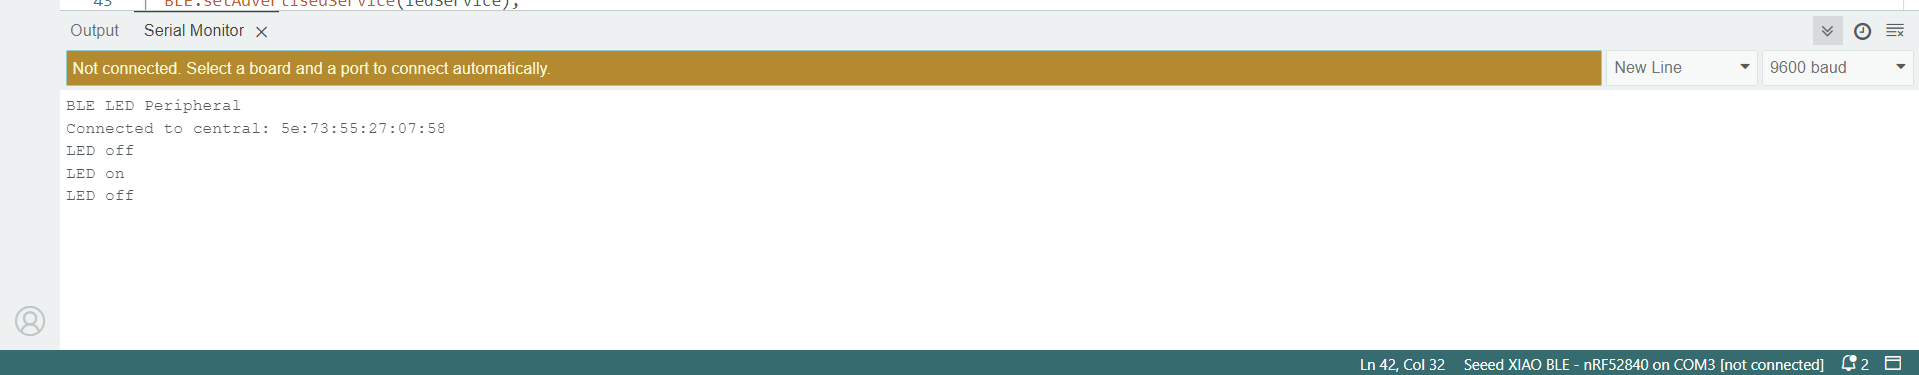 43 BLE.setAdvertisedService(ledService);
Output Serial Monitor
Not connected. Select a board and a port to connect automatically.
New Line 9600 baud
BLE LED Peripheral
Connected to central: 5e:73:55:27:07:58
LED off
LED on
LED off
Ln 42, Col 32 Seeed XIAO BLE - nRF52840 on COM3 [not connected] 2